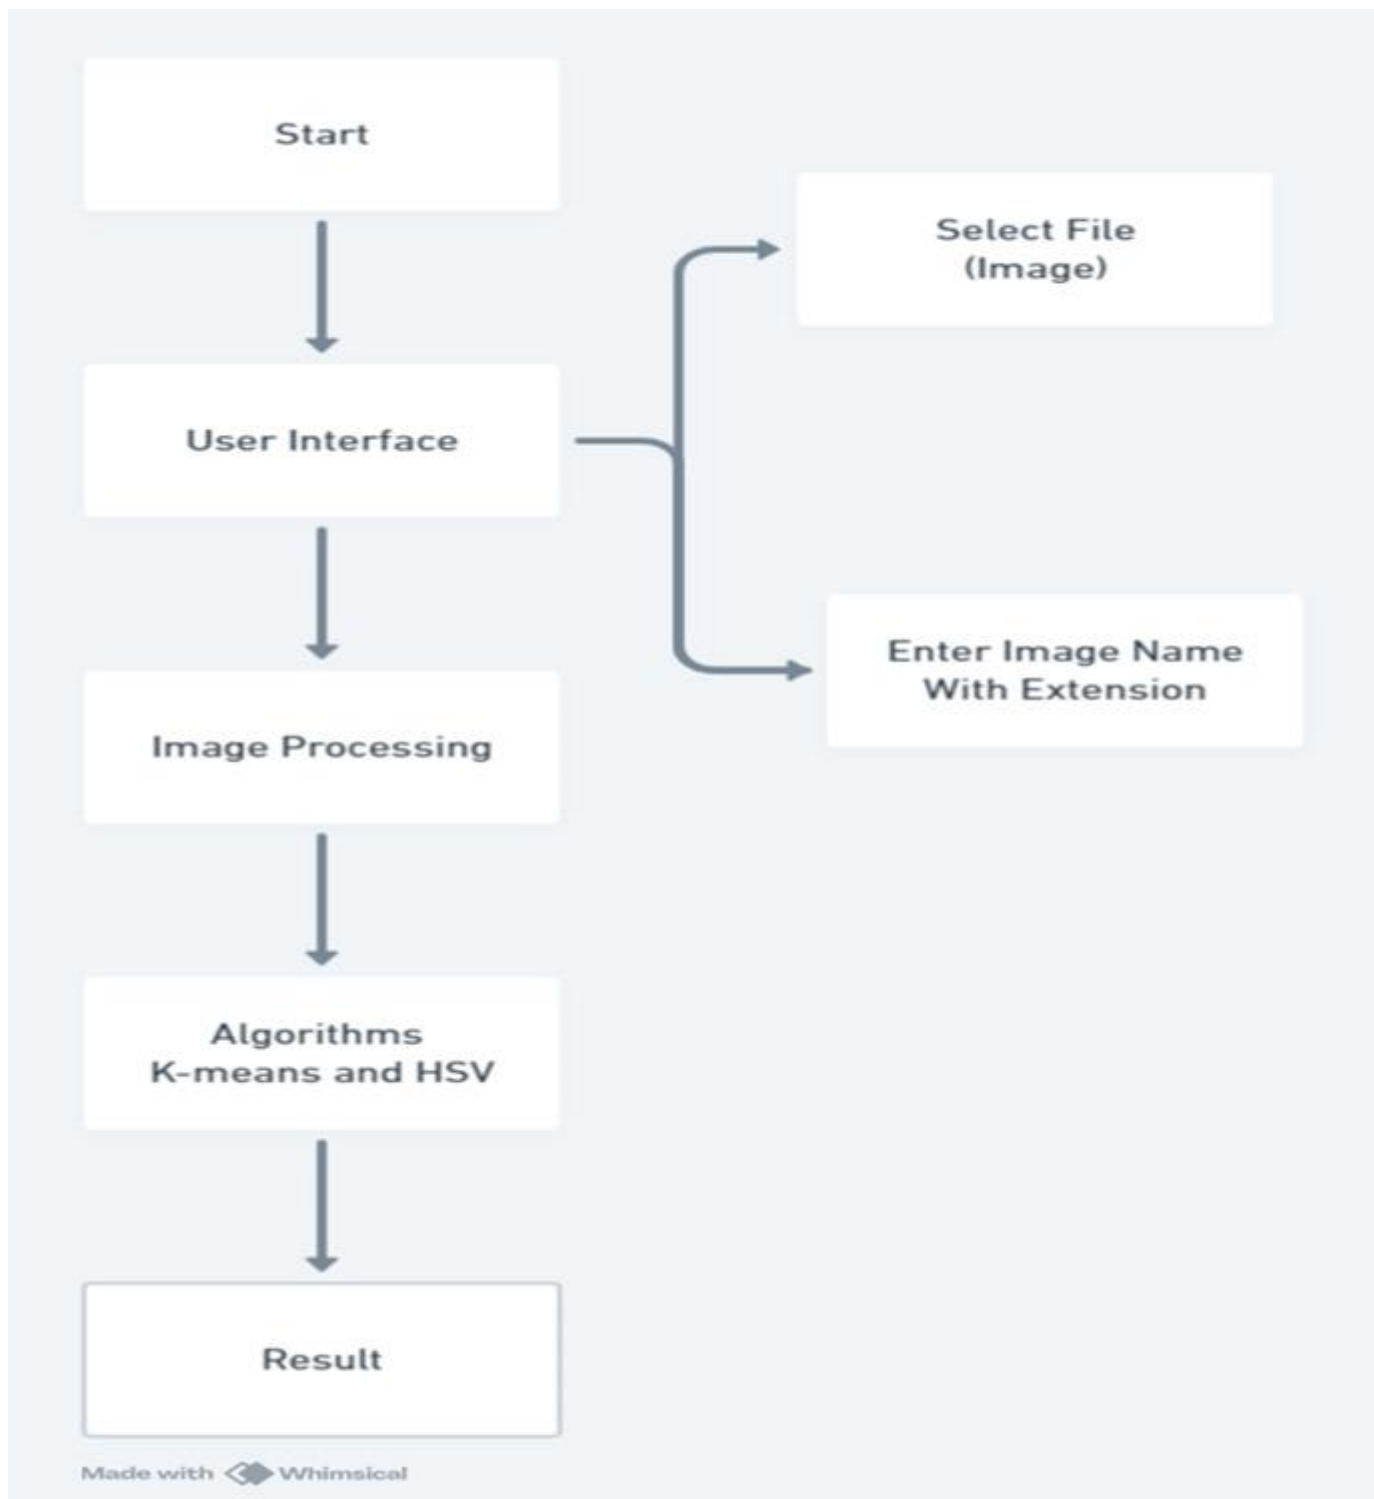 Start
Select File
(Image)
User Interface
Enter Image Name
With Extension
Image Processing
Algorithms
K-means and HSV
Result
Made with Whimsical